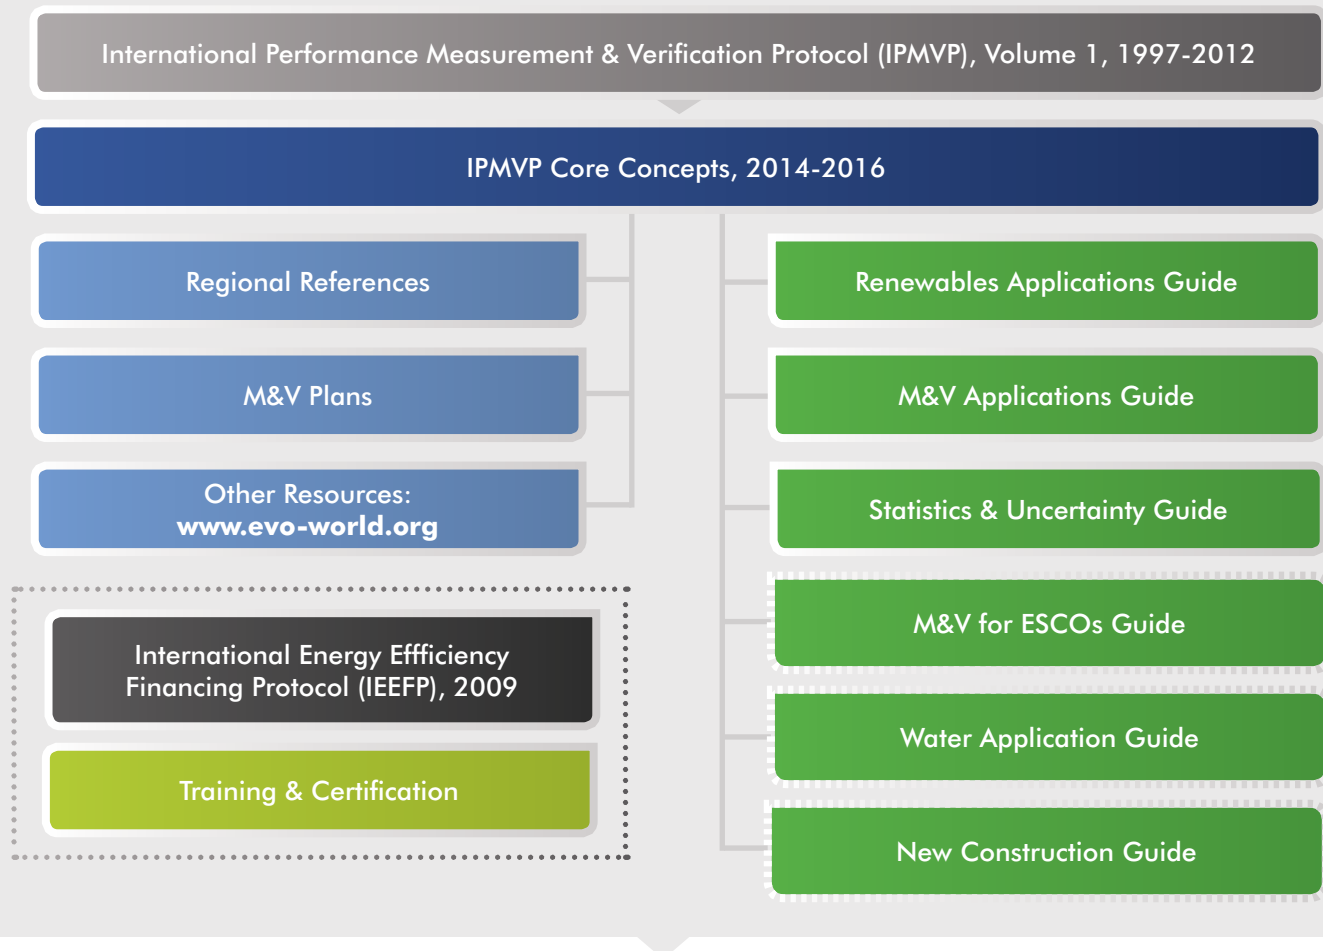 International Performance Measurement & Verification Protocol (IPMVP), Volume 1, 1997-2012
IPMVP Core Concepts, 2014-2016
Regional References
M&V Plans
Other Resources:
www.evo-world.org
International Energy Effficiency
Financing Protocol (IEEFP), 2009
Training & Certification
Renewables Applications Guide
M&V Applications Guide
Statistics & Uncertainty Guide
M&V for ESCOs Guide
Water Application Guide
New Construction Guide